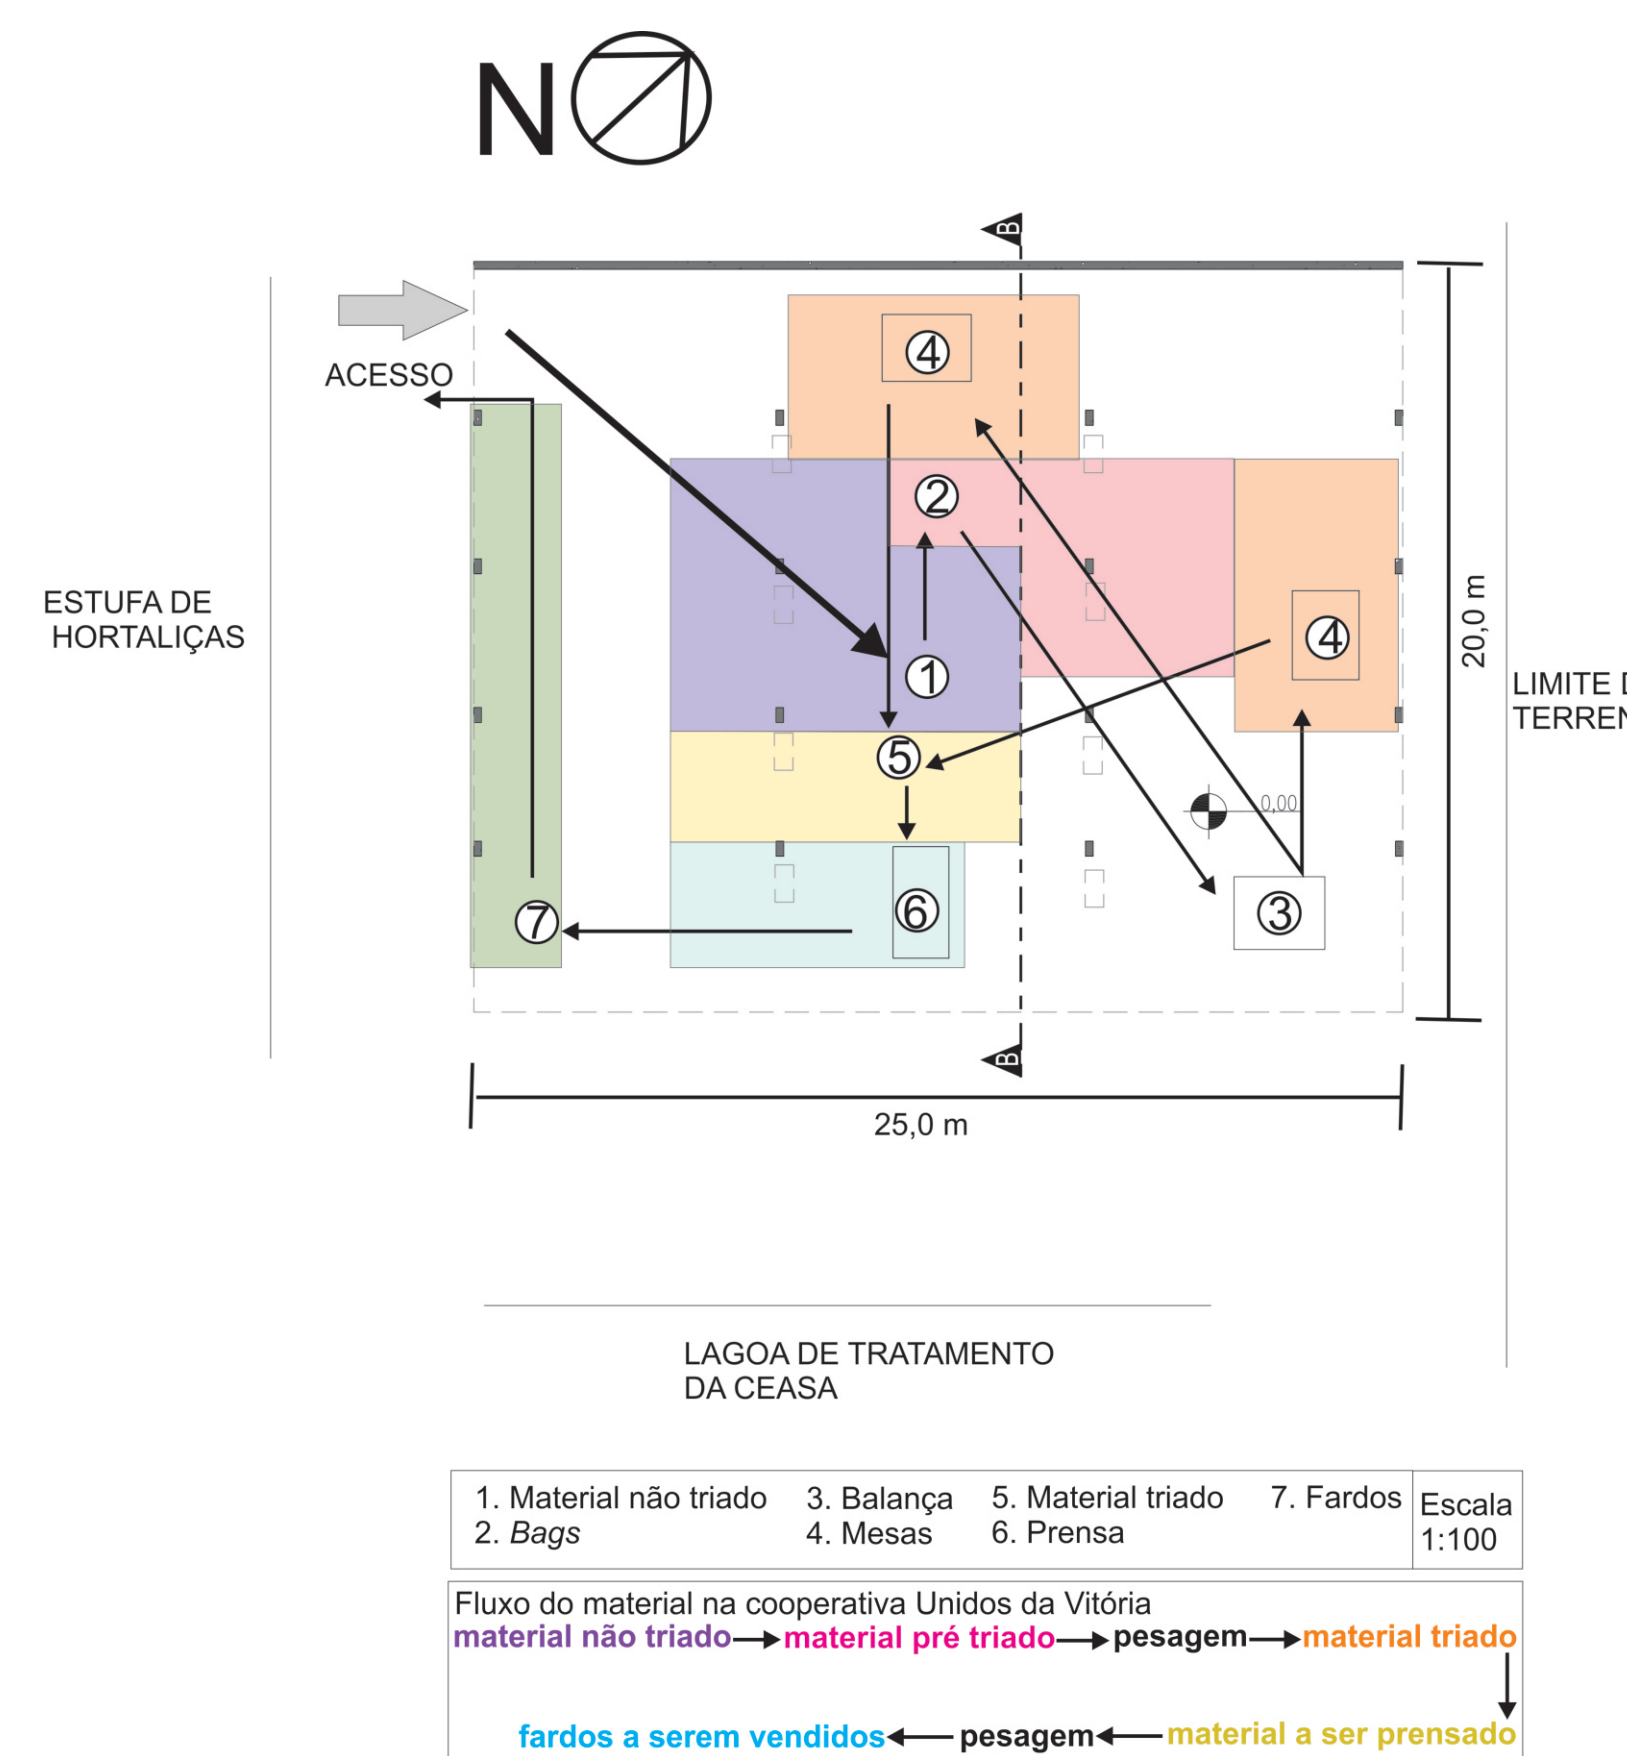 N
B
ACESSO
4
2
ESTUFA DE
HORTALIÇAS
4
20,0 m
1
LIMITE
5
0,00
7
6
3
B
25,0 m
LAGOA DE TRATAMENTO
DA CEASA
1. Material não triado 3. Balança 5. Material triado 7. Fardos
2. Bags 4. Mesas 6. Prensa
Escala
1:100
Fluxo do material na cooperativa Unidos da Vitória
material não triado material pré triado pesagem material triado
fardos a serem vendidos pesagem material a ser prensado